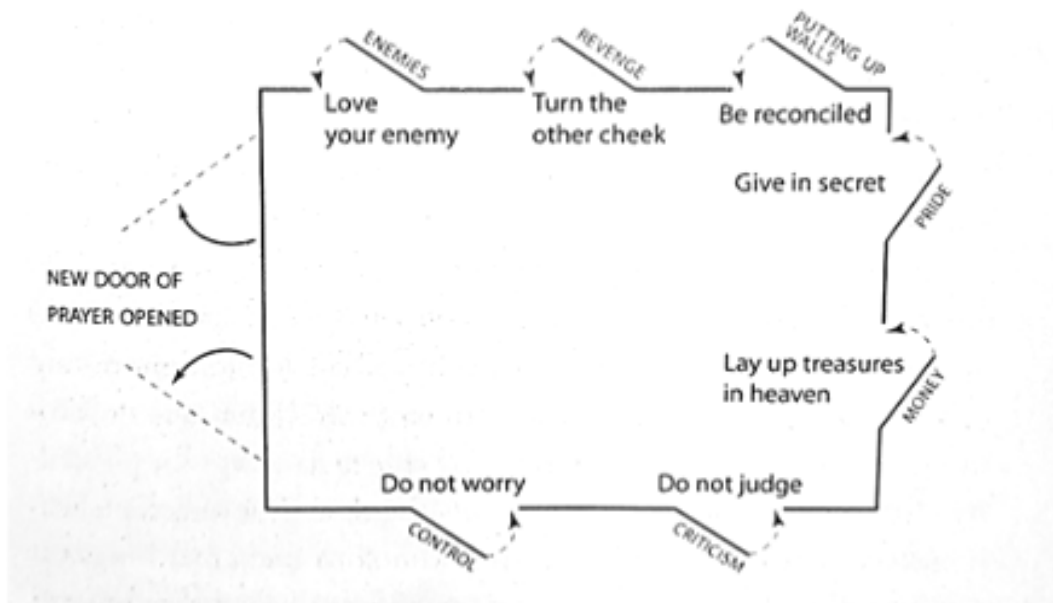 ENEMIES
REVENGE
PUTTING UP
WALLS
Love
your enemy
Turn the
other cheek
Be reconciled
Give in secret
PRIDE
NEW DOOR OF
PRAYER OPENED
Lay up treasures
in heaven
MONEY
Do not worry
Do not judge
CONTROL
CRITICISM